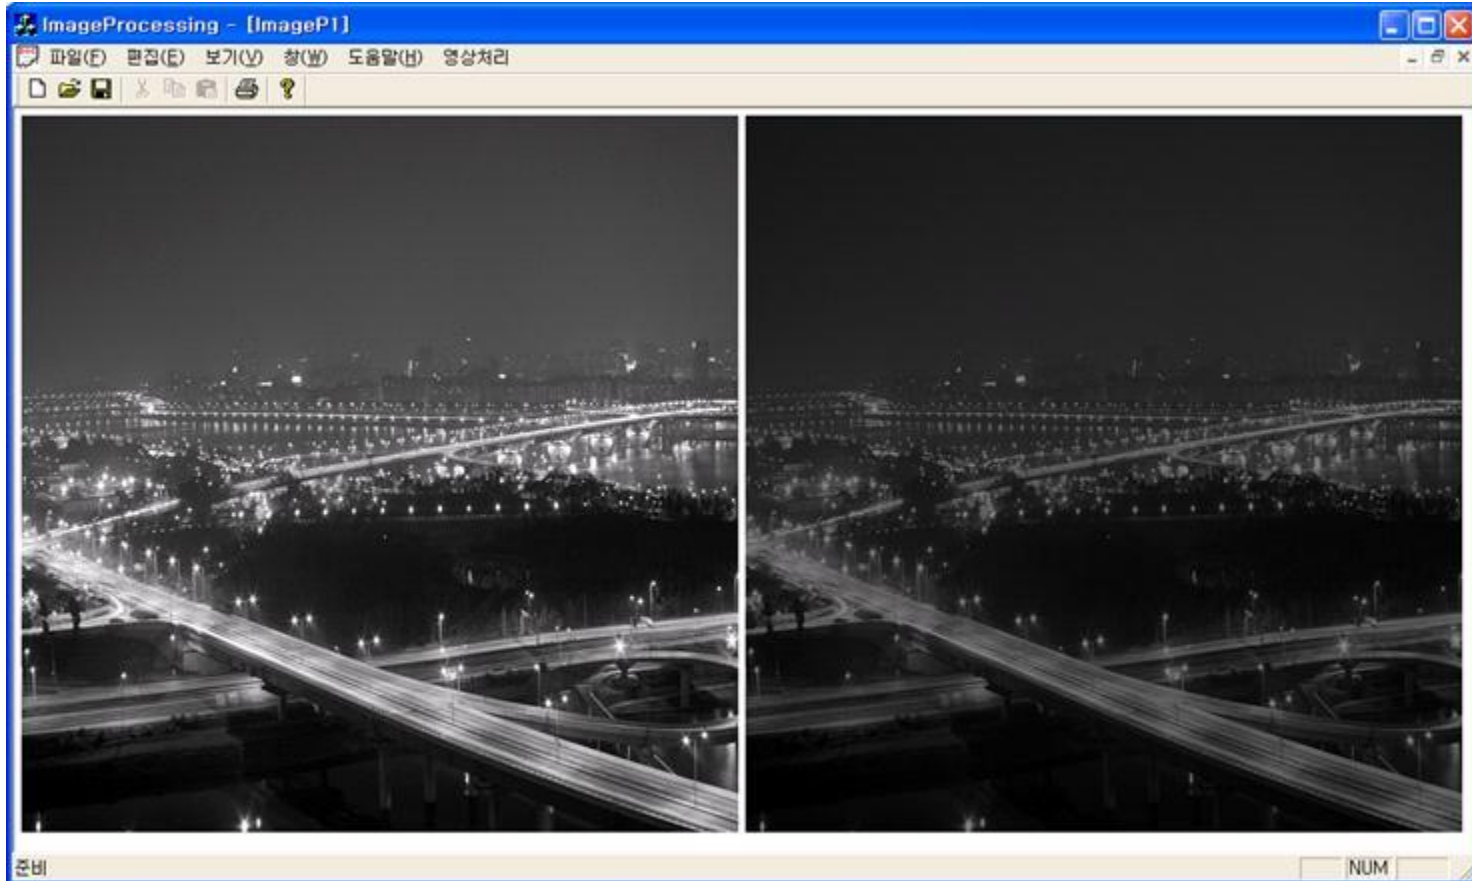 ImageProcessing - [ImageP1]
파일(F) 편집(E) 보기(V) 창(W) 도움말(H) 영상처리
준비 NUM